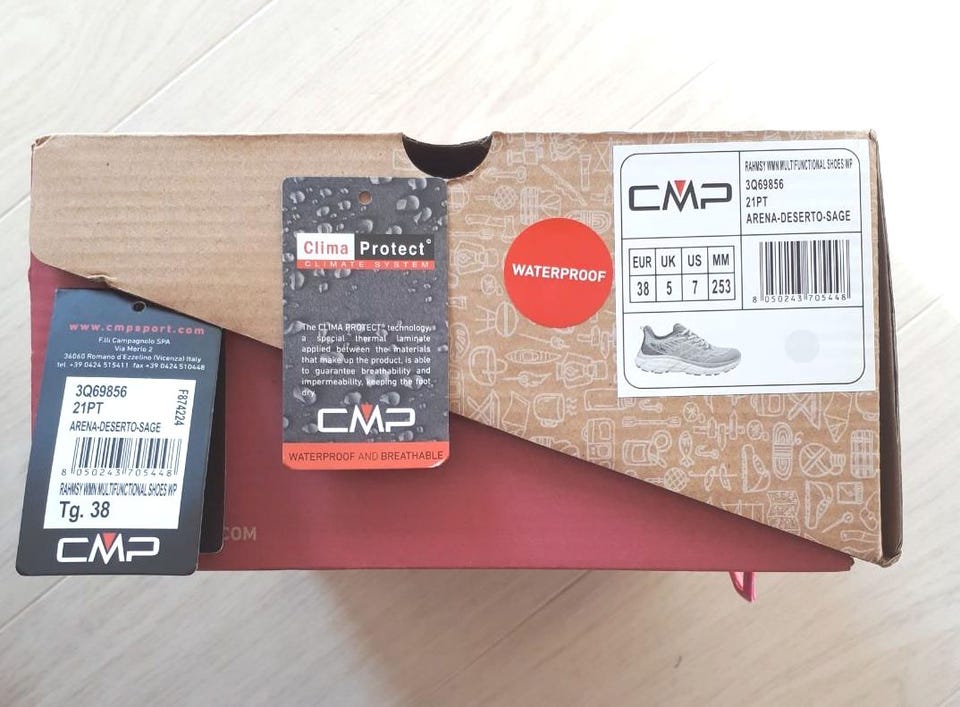 www.cmpsport.com
F.lli Campagnolo SPA
Via Merlo 2
36060 Romano d'Ezzelino (Vicenza) Italy
tel. +39 0424 515411 fax +39 0424 510448
3Q69856
21PT
ARENA-DESERTO-SAGE
F874224
8 050243 705448
RAHMSY WMN MULTIFUNCTIONAL SHOES WP
Tg. 38
CMP
Clima Protect°
CLIMATE SYSTEM
The CLIMA PROTECT° technology,
a special thermal laminate
applied between the materials
that make up the product, is able
to guarantee breathability and
impermeability, keeping the foot
dry.
CMP
WATERPROOF AND BREATHABLE
WATERPROOF
CMP
RAHMSY WMN MULTIFUNCTIONAL SHOES WP
3Q69856
21PT
ARENA-DESERTO-SAGE
EUR UK US MM
38 5 7 253
8 050243 705448
.COM